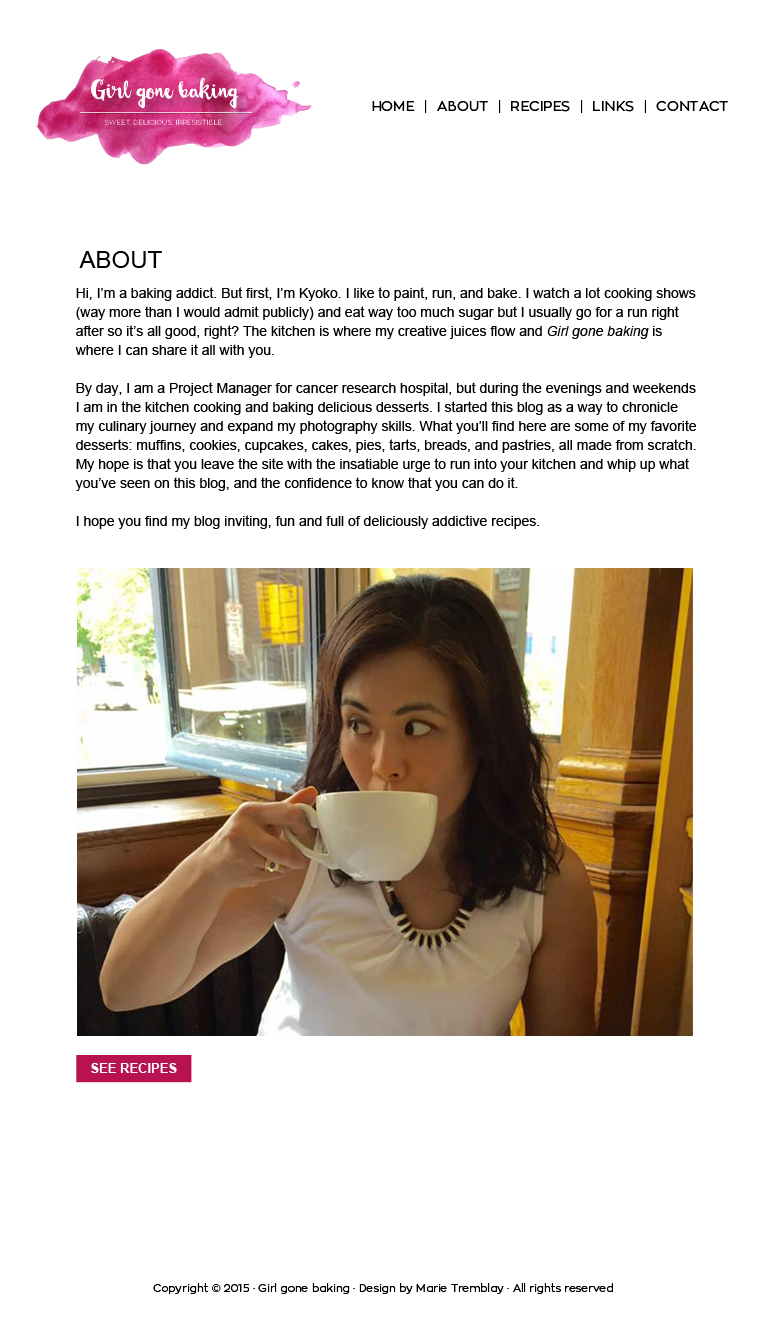 Girl gone baking
SWEET. DELICIOUS. IRRESISTIBLE.
HOME | ABOUT | RECIPES | LINKS | CONTACT
ABOUT
Hi, I’m a baking addict. But first, I’m Kyoko. I like to paint, run, and bake. I watch a lot cooking shows
(way more than I would admit publicly) and eat way too much sugar but I usually go for a run right
after so it’s all good, right? The kitchen is where my creative juices flow and Girl gone baking is
where I can share it all with you.
By day, I am a Project Manager for cancer research hospital, but during the evenings and weekends
I am in the kitchen cooking and baking delicious desserts. I started this blog as a way to chronicle
my culinary journey and expand my photography skills. What you’ll find here are some of my favorite
desserts: muffins, cookies, cupcakes, cakes, pies, tarts, breads, and pastries, all made from scratch.
My hope is that you leave the site with the insatiable urge to run into your kitchen and whip up what
you’ve seen on this blog, and the confidence to know that you can do it.
I hope you find my blog inviting, fun and full of deliciously addictive recipes.
SEE RECIPES
Copyright © 2015 · Girl gone baking · Design by Marie Tremblay · All rights reserved